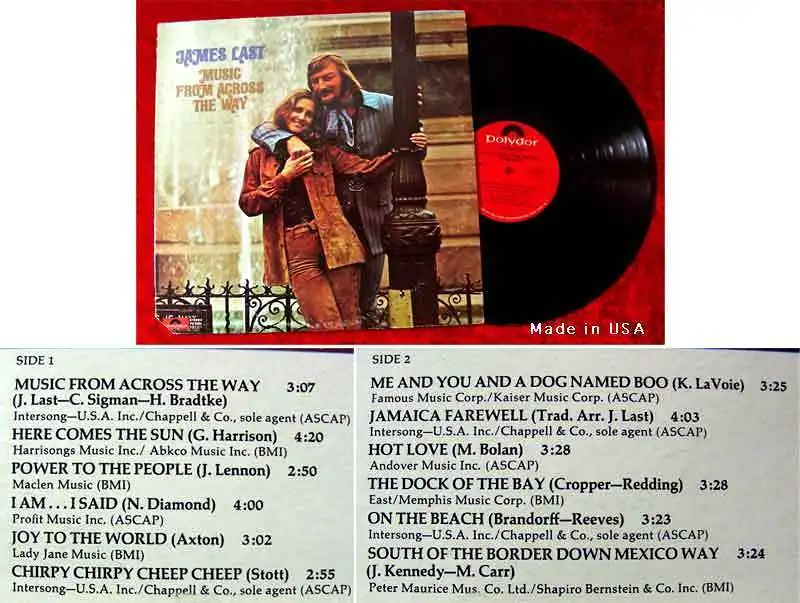 JAMES LAST
MUSIC
FROM ACROSS
THE WAY
Polydor
Made in USA
SIDE 1
MUSIC FROM ACROSS THE WAY 3:07
(J. Last—C. Sigman—H. Bradtke)
Intersong—U.S.A. Inc./Chappell & Co., sole agent (ASCAP)
HERE COMES THE SUN (G. Harrison) 4:20
Harrisongs Music Inc./ Abkco Music Inc. (BMI)
POWER TO THE PEOPLE (J. Lennon) 2:50
Maclen Music (BMI)
I AM . . . I SAID (N. Diamond) 4:00
Profit Music Inc. (ASCAP)
JOY TO THE WORLD (Axton) 3:02
Lady Jane Music (BMI)
CHIRPY CHIRPY CHEEP CHEEP (Stott) 2:55
Intersong—U.S.A. Inc./Chappell & Co., sole agent (ASCAP)
SIDE 2
ME AND YOU AND A DOG NAMED BOO (K. LaVoie) 3:25
Famous Music Corp./Kaiser Music Corp. (ASCAP)
JAMAICA FAREWELL (Trad. Arr. J. Last) 4:03
Intersong—U.S.A. Inc./Chappell & Co., sole agent (ASCAP)
HOT LOVE (M. Bolan) 3:28
Andover Music Inc. (ASCAP)
THE DOCK OF THE BAY (Cropper—Redding) 3:28
East/Memphis Music Corp. (BMI)
ON THE BEACH (Brandorff—Reeves) 3:23
Intersong—U.S.A. Inc./Chappell & Co., sole agent (ASCAP)
SOUTH OF THE BORDER DOWN MEXICO WAY 3:24
(J. Kennedy—M. Carr)
Peter Maurice Mus. Co. Ltd./Shapiro Bernstein & Co. Inc. (BMI)